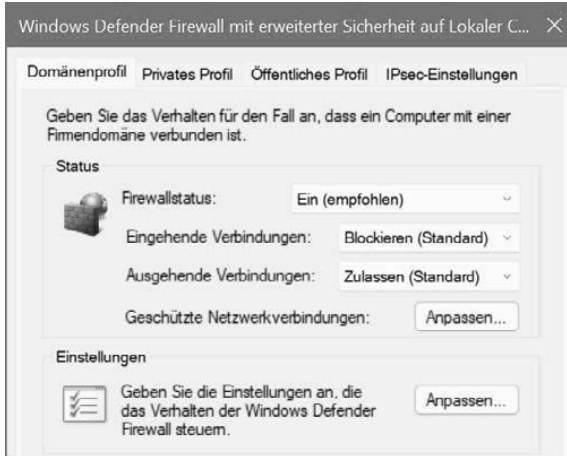 Windows Defender Firewall mit erweiterter Sicherheit auf Lokaler C...
Domänenprofil Privates Profil Öffentliches Profil IPsec-Einstellungen
Geben Sie das Verhalten für den Fall an, dass ein Computer mit einer
Firmendomäne verbunden ist.
Status
Firewallstatus: Ein (empfohlen)
Eingehende Verbindungen: Blockieren (Standard)
Ausgehende Verbindungen: Zulassen (Standard)
Geschützte Netzwerkverbindungen: Anpassen...
Einstellungen
Geben Sie die Einstellungen an, die
das Verhalten der Windows Defender Anpassen...
Firewall steuern.